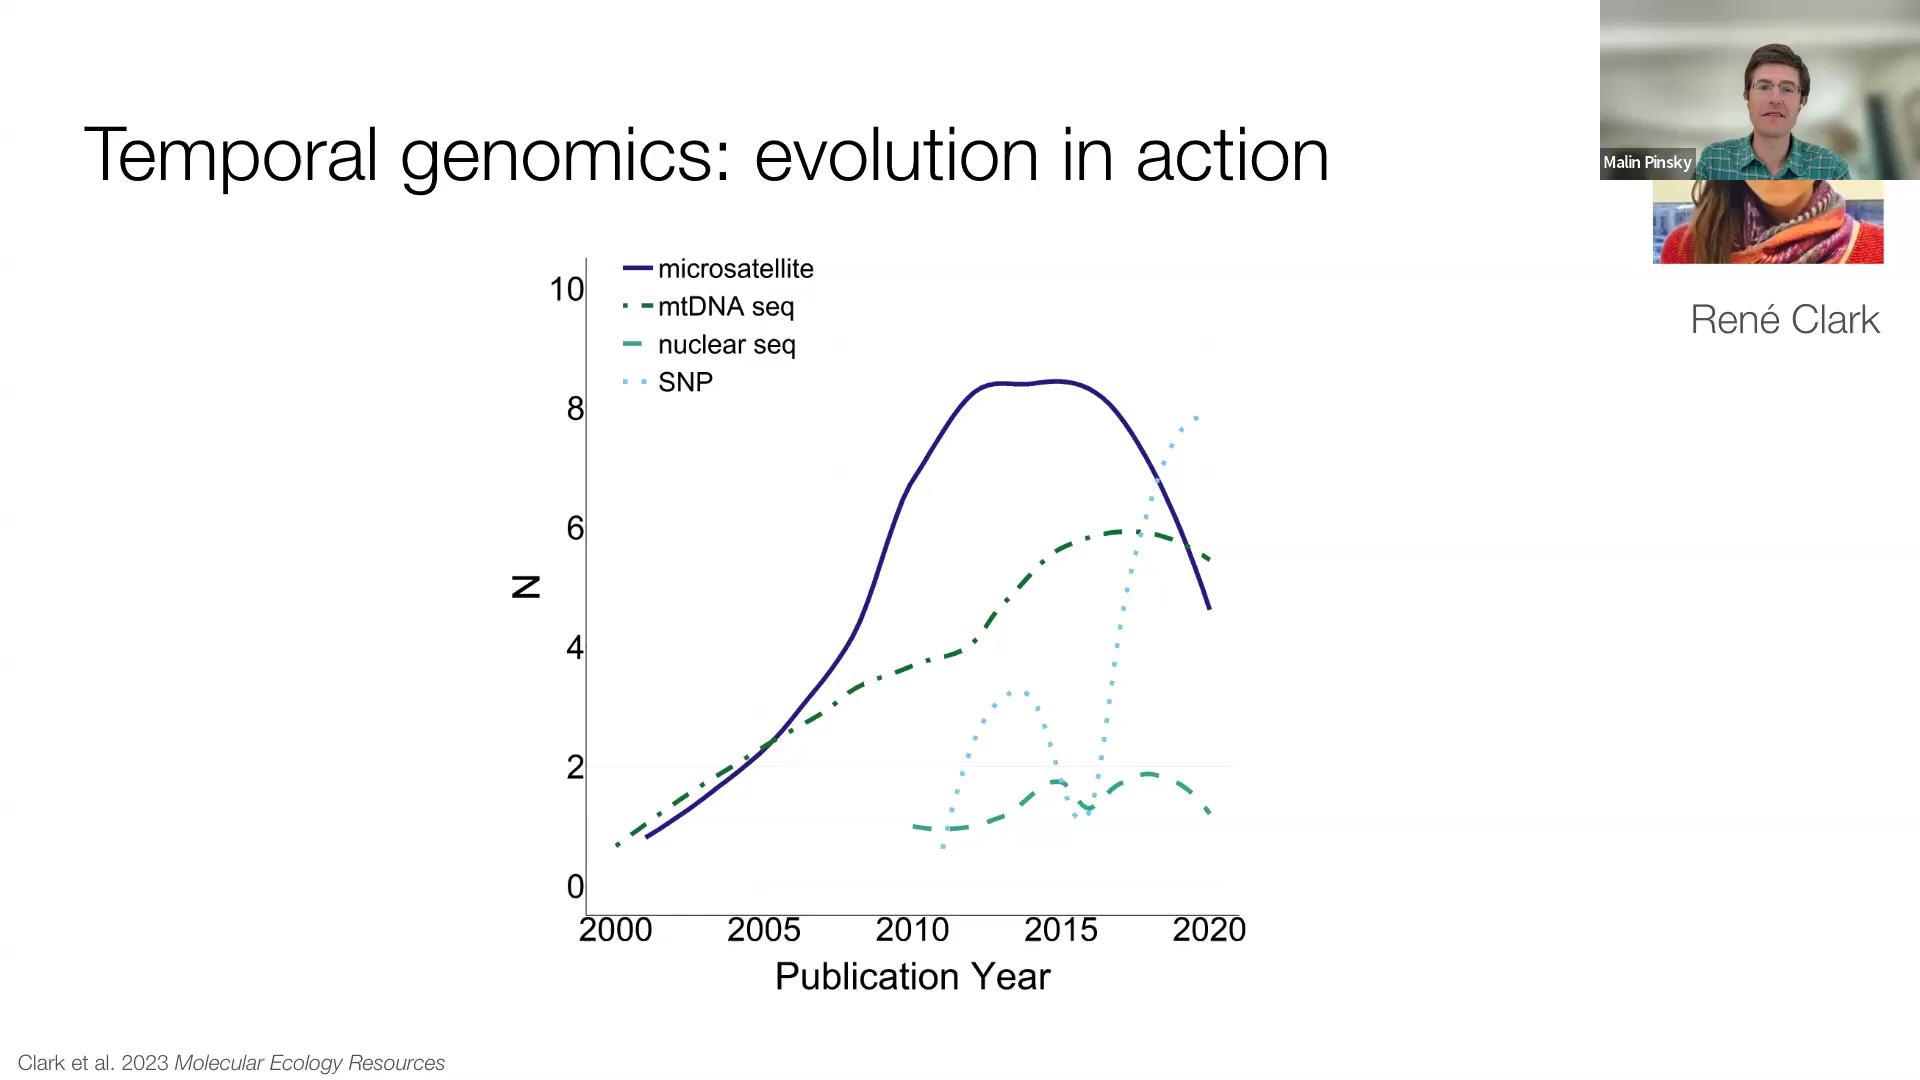 Malin Pinsky
Temporal genomics: evolution in action
René Clark
microsatellite
mtDNA seq
nuclear seq
SNP
10
8
6
4
2
0
N
2000 2005 2010 2015 2020
Publication Year
Clark et al. 2023 Molecular Ecology Resources